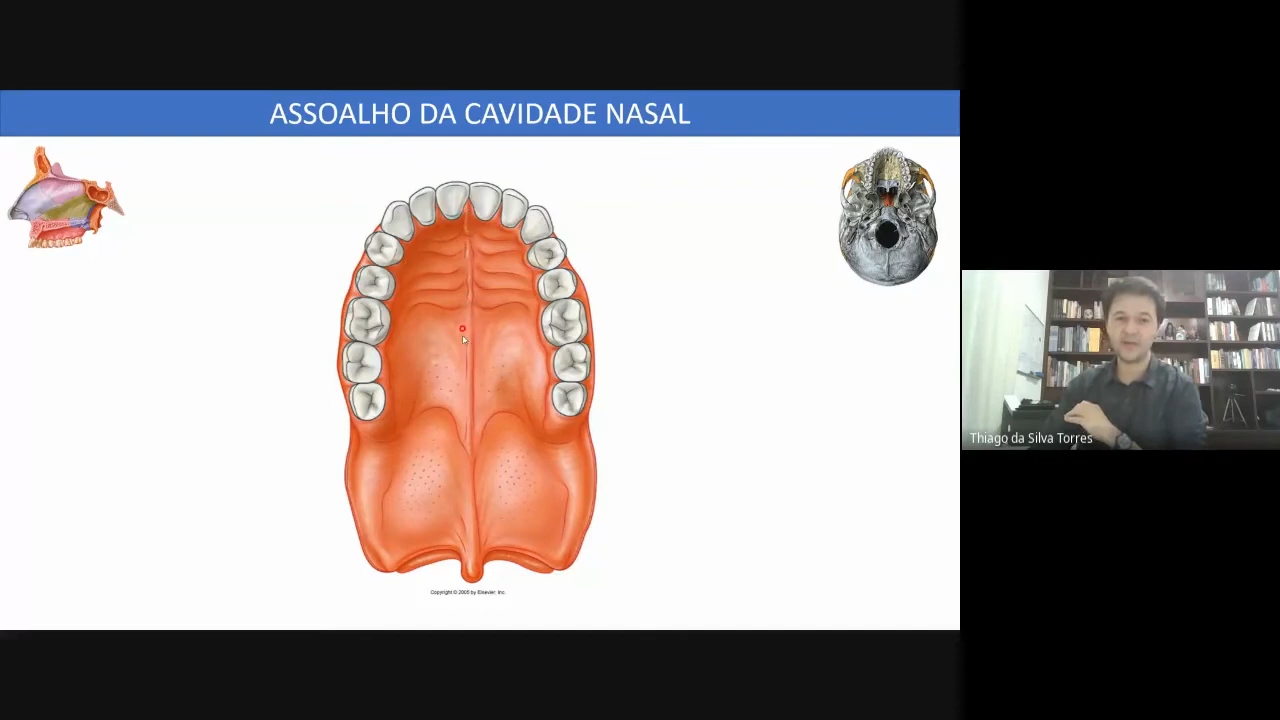 ASSOALHO DA CAVIDADE NASAL
Thiago da Silva Torres
Copyright © 2005 by Elsevier, Inc.